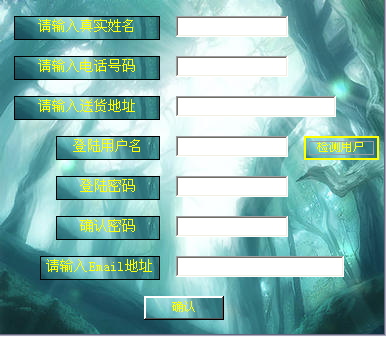 请输入真实姓名
请输入电话号码
请输入送货地址
登陆用户名 检测用户
登陆密码
确认密码
请输入Email地址
确认